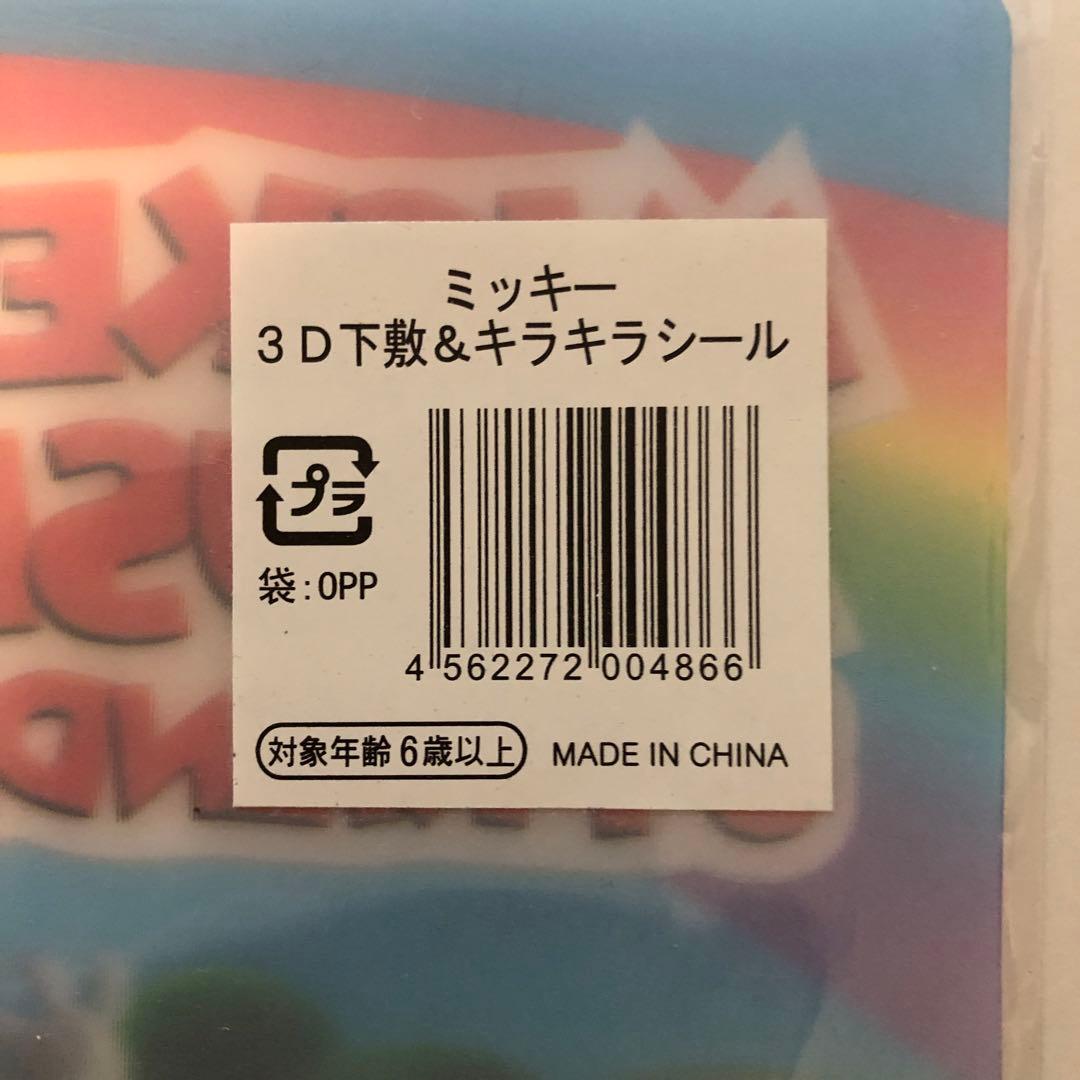 ミッキー
３Ｄ下敷＆キラキラシール
プラ
袋:OPP
4 562272 004866
対象年齢6歳以上
MADE IN CHINA